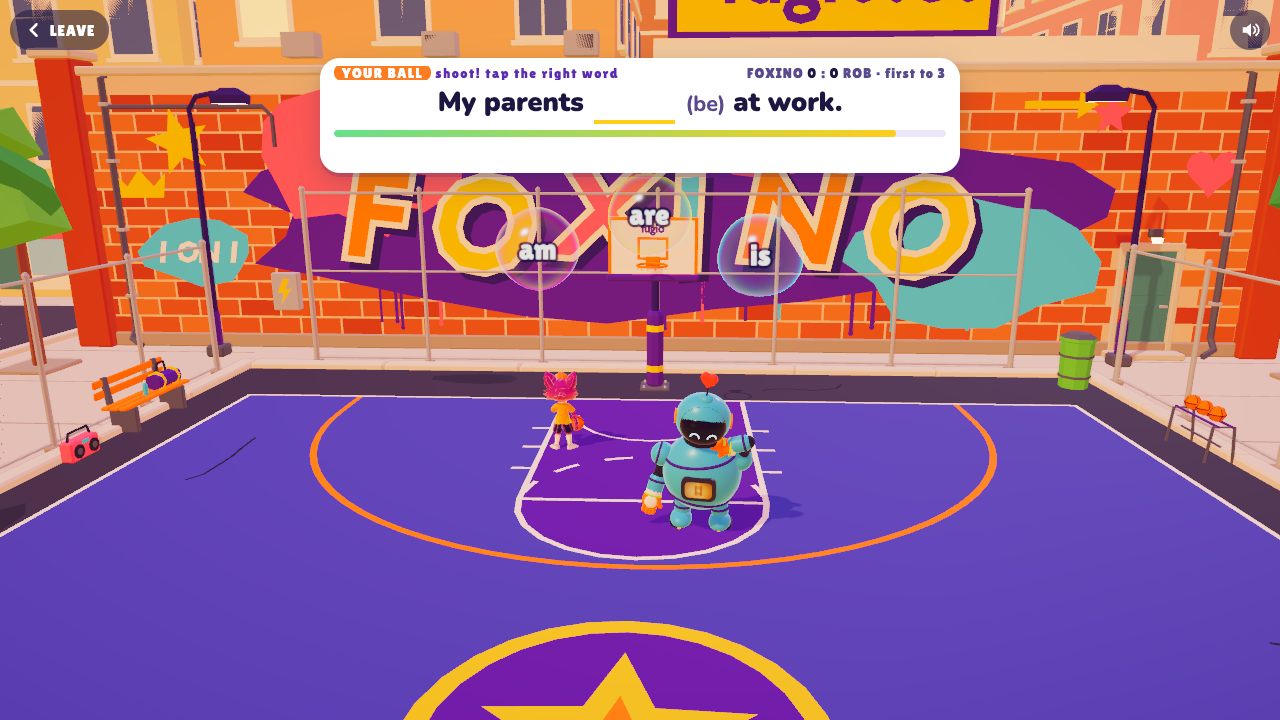 LEAVE
YOUR BALL shoot! tap the right word
FOXINO 0 : 0 ROB · first to 3
My parents ______ (be) at work.
FOXINO
am
are
is